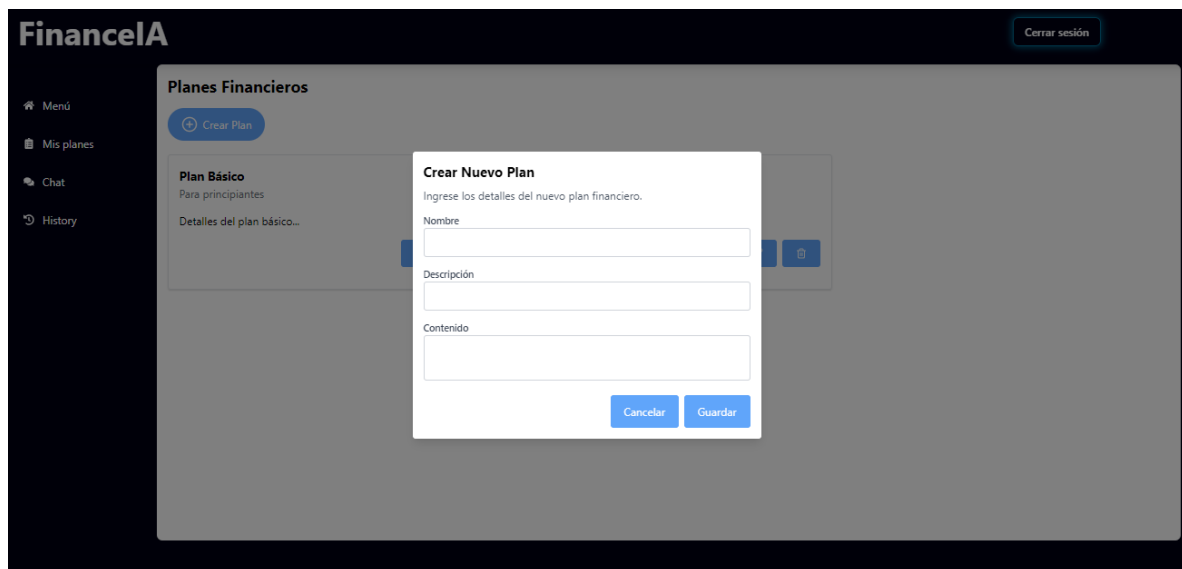 FinanceIA
Cerrar sesión
Menú
Mis planes
Chat
History
Planes Financieros
Crear Plan
Plan Básico
Para principiantes
Detalles del plan básico...
Crear Nuevo Plan
Ingrese los detalles del nuevo plan financiero.
Nombre
Descripción
Contenido
Cancelar
Guardar